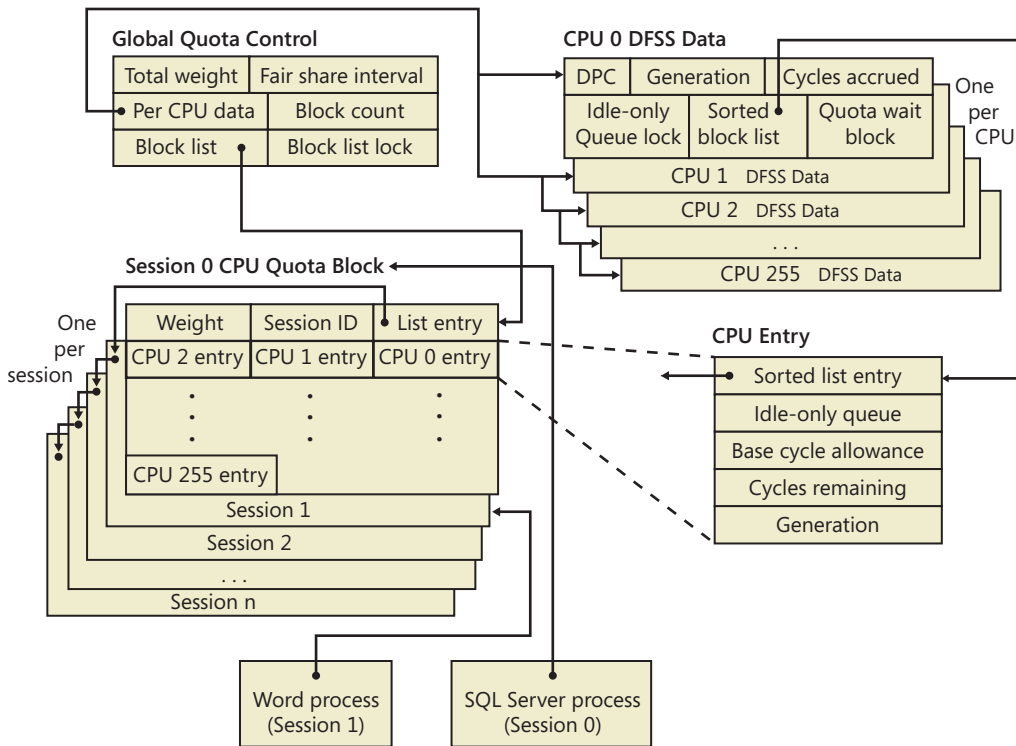 Global Quota Control
Total weight
Fair share interval
Per CPU data
Block count
Block list
Block list lock
CPU 0 DFSS Data
DPC
Generation
Cycles accrued
Idle-only
Queue lock
Sorted
block list
Quota wait
block
One
per
CPU
CPU 1 DFSS Data
CPU 2 DFSS Data
. . .
CPU 255 DFSS Data
Session 0 CPU Quota Block
One
per
session
Weight
Session ID
List entry
CPU 2 entry
CPU 1 entry
CPU 0 entry
CPU 255 entry
Session 1
Session 2
. . .
Session n
CPU Entry
Sorted list entry
Idle-only queue
Base cycle allowance
Cycles remaining
Generation
Word process
(Session 1)
SQL Server process
(Session 0)